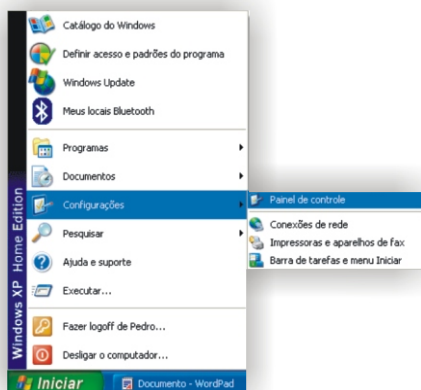 Catálogo do Windows
Definir acesso e padrões do programa
Windows Update
Meus locais Bluetooth
Programas
Documentos
Configurações
Pesquisar
Ajuda e suporte
Executar...
Fazer logoff de Pedro...
Desligar o computador...
Windows XP Home Edition
Painel de controle
Conexões de rede
Impressoras e aparelhos de fax
Barra de tarefas e menu Iniciar
Iniciar
Documento - WordPad